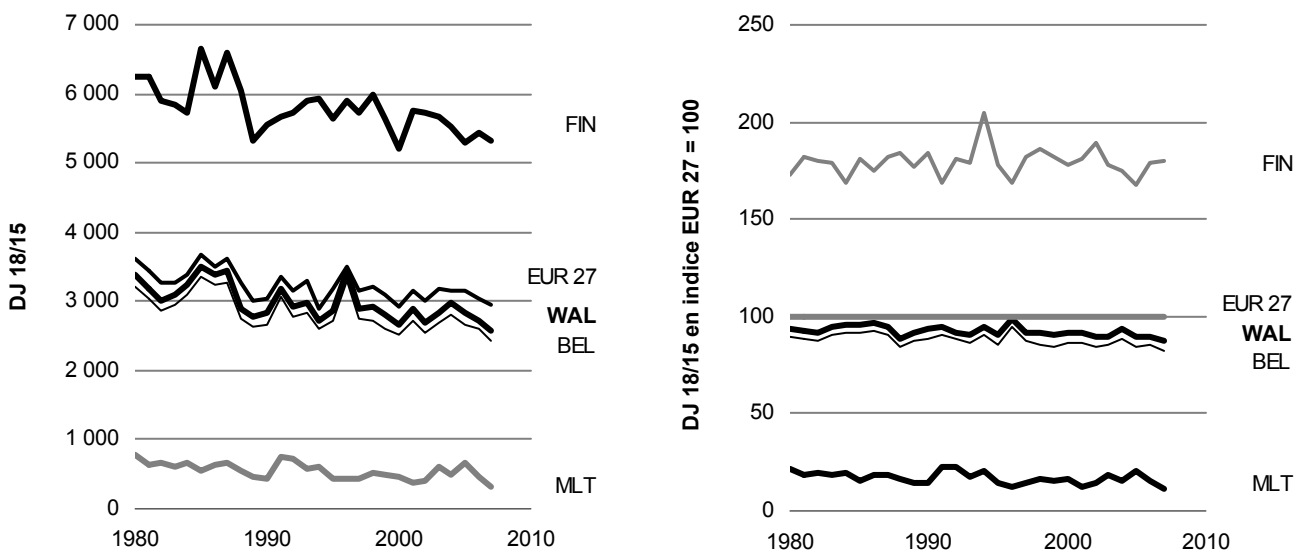 DJ 18/15
7 000
6 000
5 000
4 000
3 000
2 000
1 000
0
1980
1990
2000
2010
FIN
EUR 27
WAL
BEL
MLT
DJ 18/15 en indice EUR 27 = 100
250
200
150
100
50
0
1980
1990
2000
2010
FIN
EUR 27
WAL
BEL
MLT